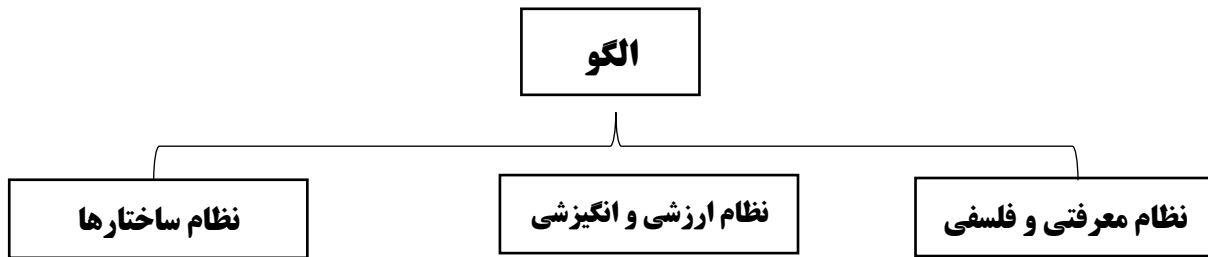 الگو
نظام معرفتی و فلسفی
نظام ارزشی و انگیزشی
نظام ساختارها